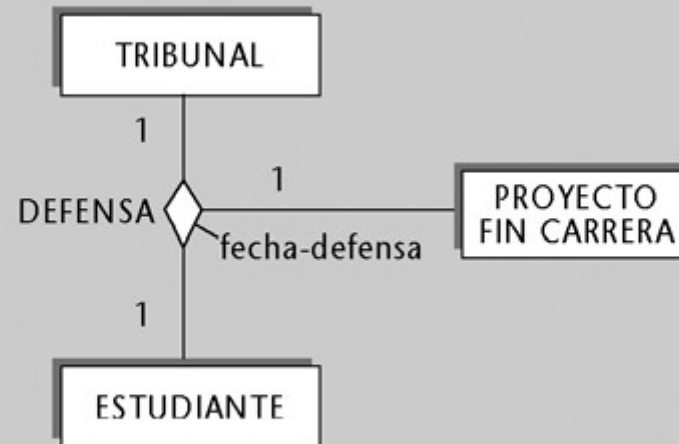 TRIBUNAL
1
1
DEFENSA
PROYECTO
FIN CARRERA
fecha-defensa
1
ESTUDIANTE